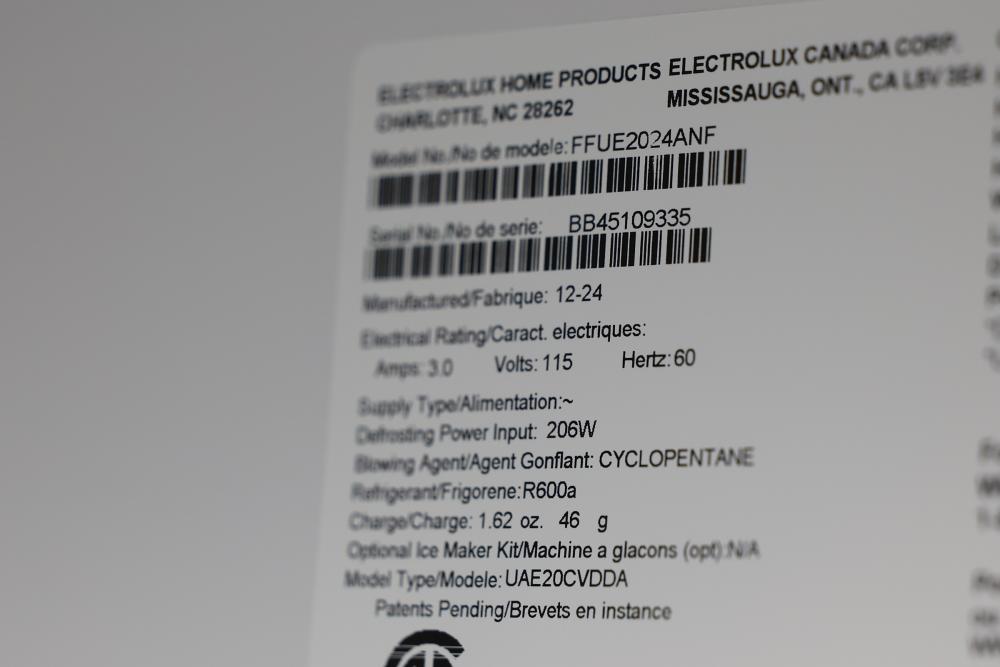 ELECTROLUX HOME PRODUCTS ELECTROLUX CANADA CORP.
CHARLOTTE, NC 28262 MISSISSAUGA, ONT., CA L5V 3E4
Model No./No de modele: FFUE2024ANF
Serial No./No de serie: BB45109335
Manufactured/Fabrique: 12-24
Electrical Rating/Caract. electriques:
Amps: 3.0 Volts: 115 Hertz: 60
Supply Type/Alimentation:~
Defrosting Power Input: 206W
Blowing Agent/Agent Gonflant: CYCLOPENTANE
Refrigerant/Frigorene: R600a
Charge/Charge: 1.62 oz. 46 g
Optional Ice Maker Kit/Machine a glacons (opt):N/A
Model Type/Modele: UAE20CVDDA
Patents Pending/Brevets en instance